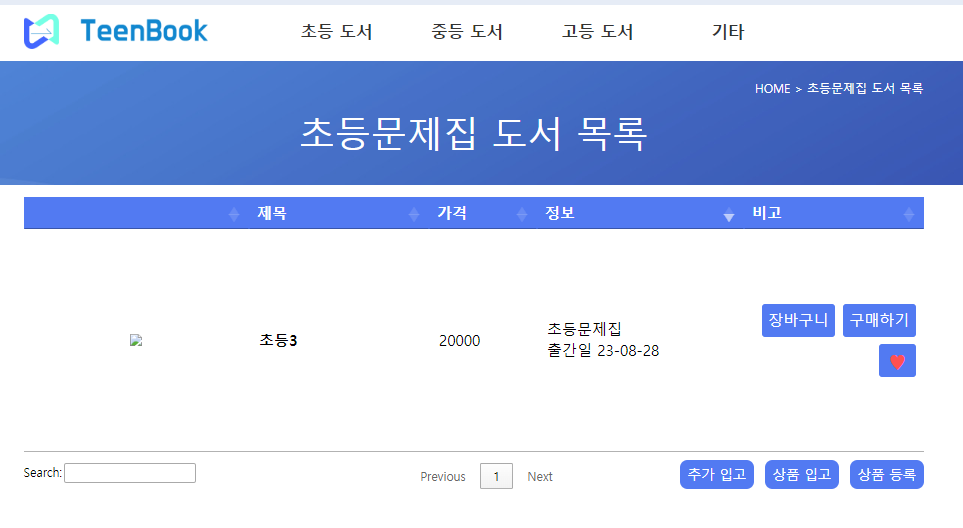 TeenBook 초등 도서 중등 도서 고등 도서 기타
HOME > 초등문제집 도서 목록
초등문제집 도서 목록
제목 가격 정보 비고
초등3 20000 초등문제집
출간일 23-08-28
장바구니 구매하기
Search: Previous 1 Next 추가 입고 상품 입고 상품 등록